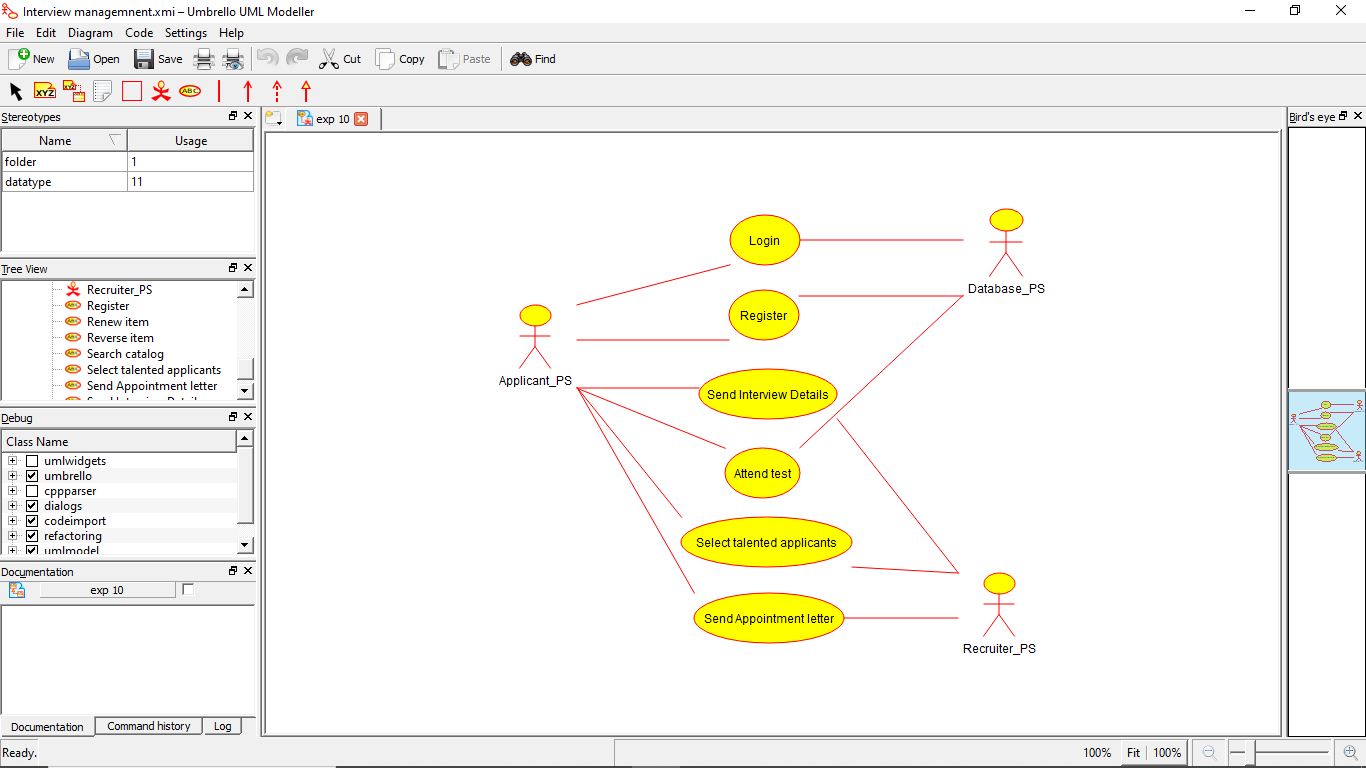 Interview managemnent.xmi – Umbrello UML Modeller
File Edit Diagram Code Settings Help
New Open Save Cut Copy Paste Find
XYZ XYZ ABC
Stereotypes
Name Usage
folder 1
datatype 11
Tree View
Recruiter_PS
Register
Renew item
Reverse item
Search catalog
Select talented applicants
Send Appointment letter
Debug
Class Name
umlwidgets
umbrello
cppparser
dialogs
codeimport
refactoring
umlmodel
Documentation
exp 10
Documentation Command history Log
exp 10
Login
Database_PS
Register
Applicant_PS
Send Interview Details
Attend test
Select talented applicants
Send Appointment letter
Recruiter_PS
Bird's eye
Ready.
100% Fit 100%